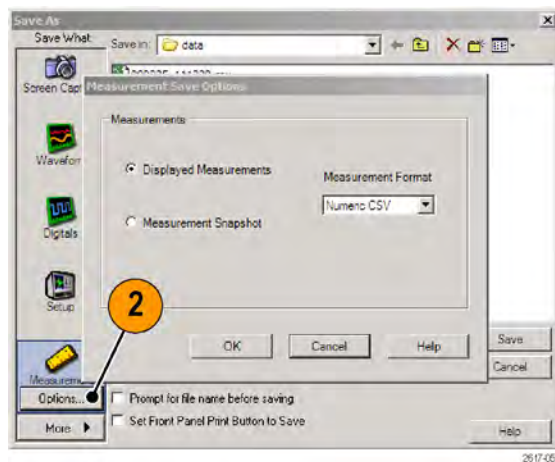 Save As
Save What:
Save in: data
Screen Capt
Measurement Save Options
Measurements
Displayed Measurements
Measurement Snapshot
Measurement Format
Numeric CSV
Wavefor
Digitals
Setup
2
OK Cancel Help
Save
Cancel
Measureme
Options...
Prompt for file name before saving
Set Front Panel Print Button to Save
More
Help